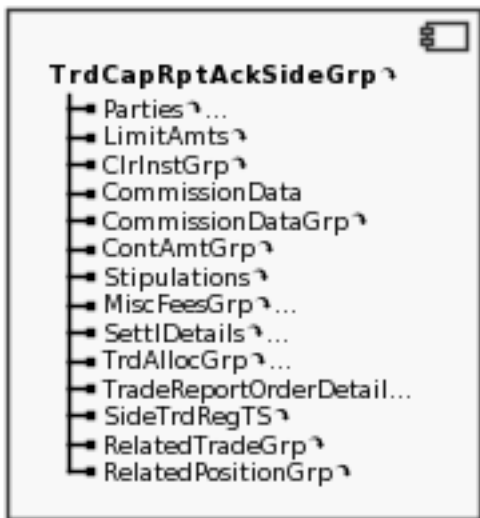 TrdCapRptAckSideGrp
Parties ...
LimitAmts
ClrInstGrp
CommissionData
CommissionDataGrp
ContAmtGrp
Stipulations
MiscFeesGrp ...
SettlDetails ...
TrdAllocGrp ...
TradeReportOrderDetail...
SideTrdRegTS
RelatedTradeGrp
RelatedPositionGrp